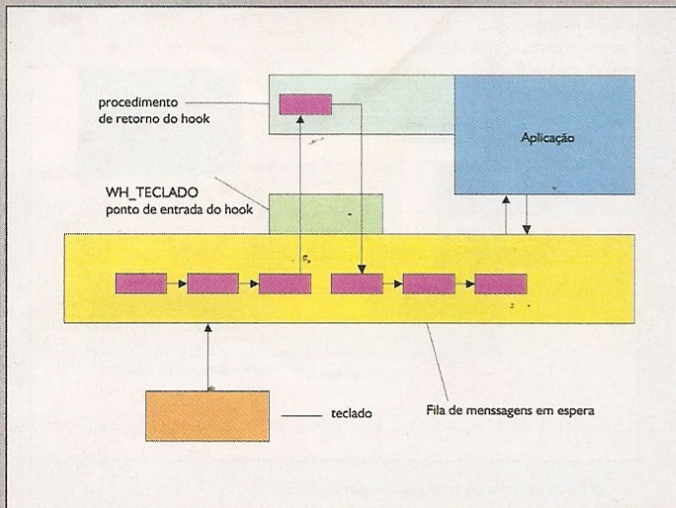 procedimento
de retorno do hook
Aplicação
WH_TECLADO
ponto de entrada do hook
teclado
Fila de menssagens em espera